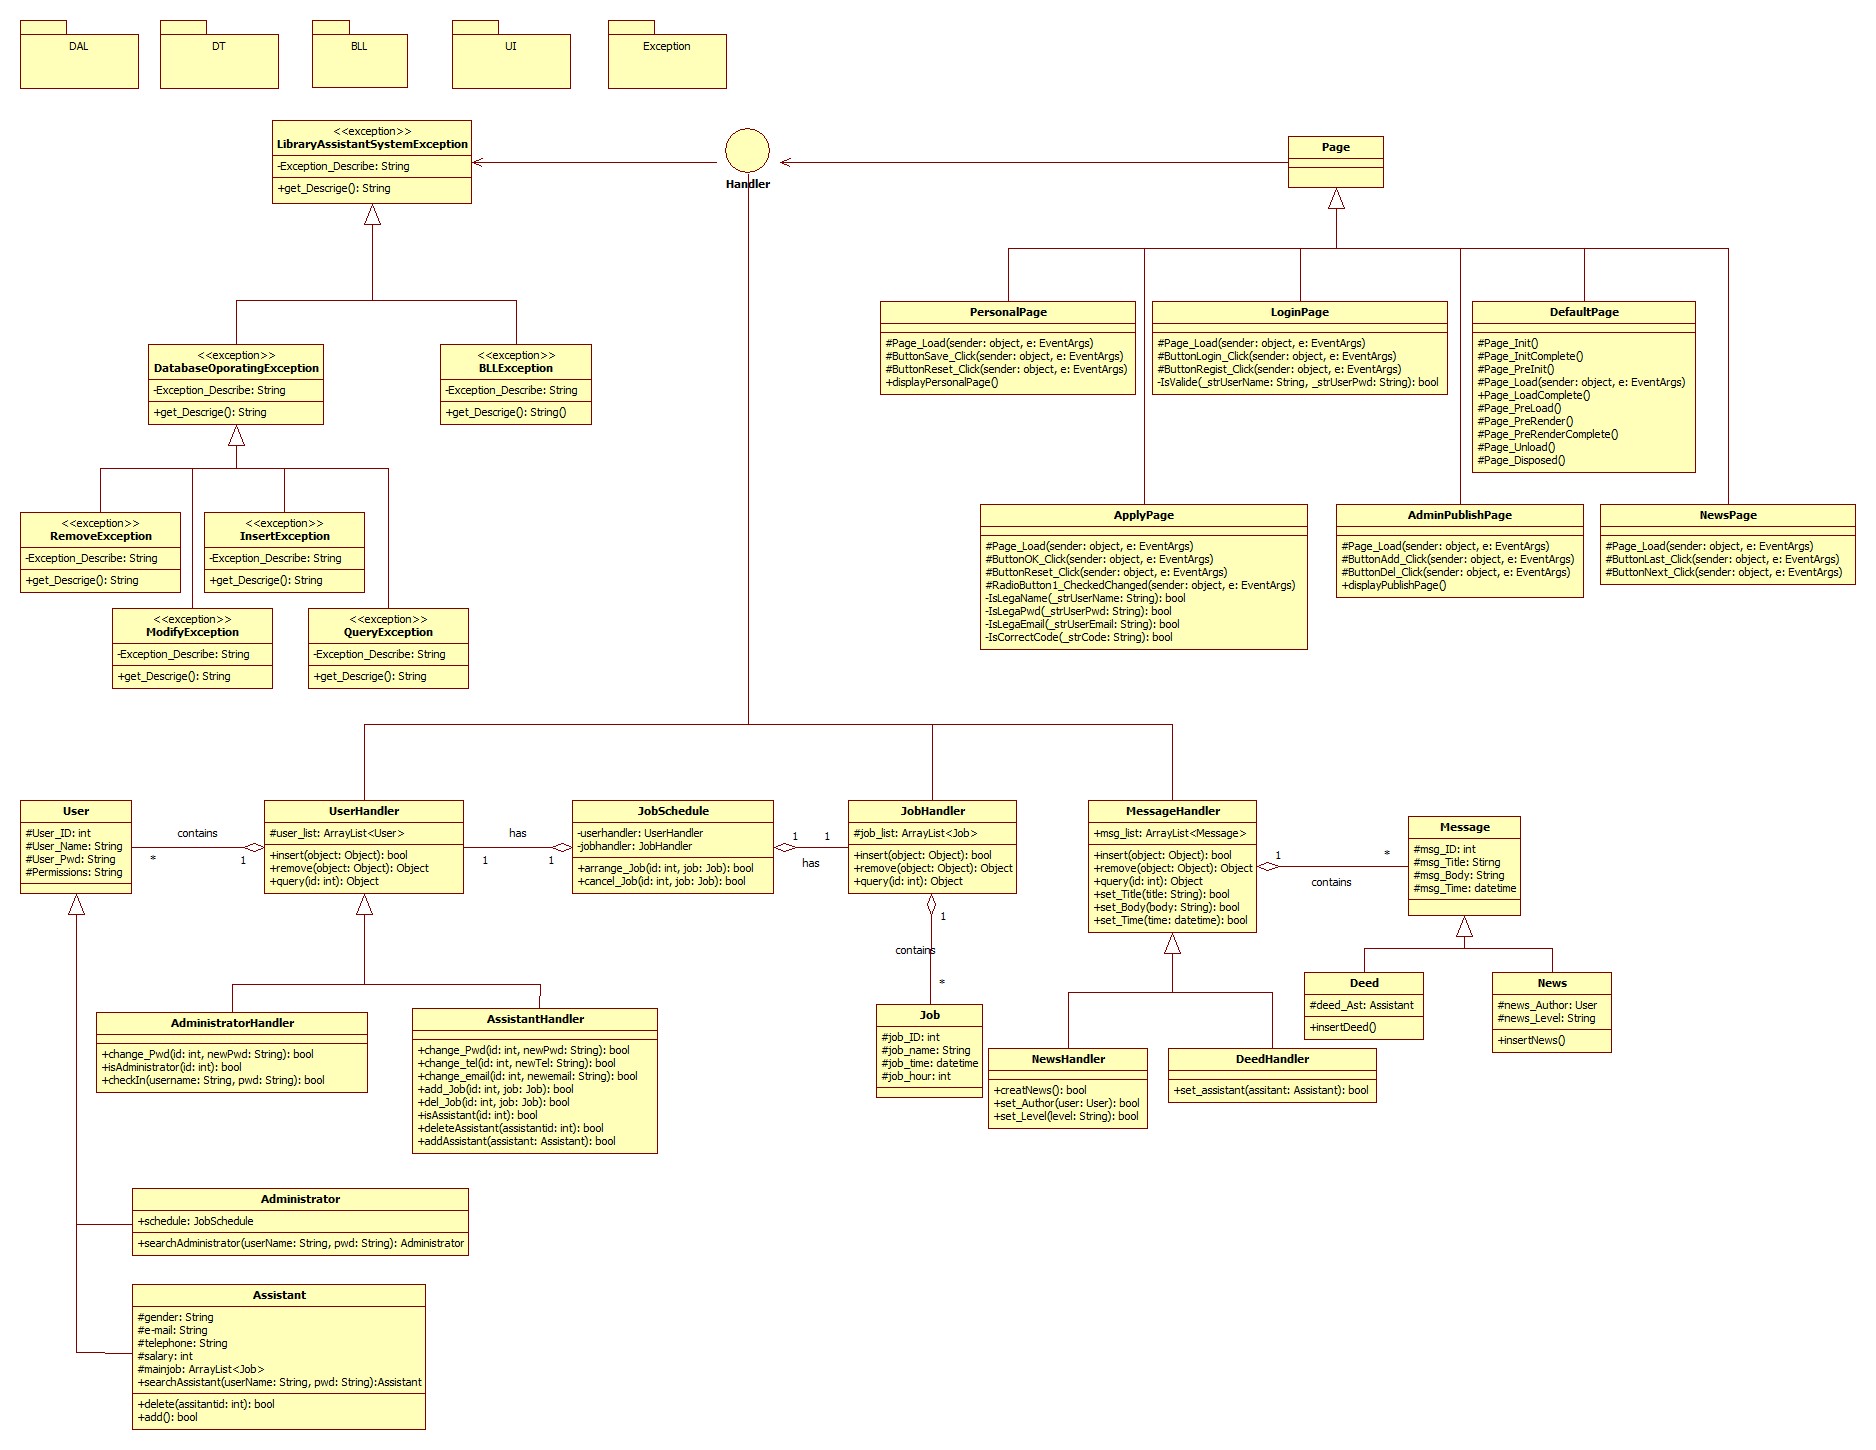 DAL
DT
BLL
UI
Exception
<<exception>>
LibraryAssistantSystemException
-Exception_Describe: String
+get_Descrige(): String
Handler
Page
<<exception>>
DatabaseOporatingException
-Exception_Describe: String
+get_Descrige(): String
<<exception>>
BLLException
-Exception_Describe: String
+get_Descrige(): String()
<<exception>>
RemoveException
-Exception_Describe: String
+get_Descrige(): String
<<exception>>
InsertException
-Exception_Describe: String
+get_Descrige(): String
<<exception>>
ModifyException
-Exception_Describe: String
+get_Descrige(): String
<<exception>>
QueryException
-Exception_Describe: String
+get_Descrige(): String
PersonalPage
#Page_Load(sender: object, e: EventArgs)
#ButtonSave_Click(sender: object, e: EventArgs)
#ButtonReset_Click(sender: object, e: EventArgs)
+displayPersonalPage()
LoginPage
#Page_Load(sender: object, e: EventArgs)
#ButtonLogin_Click(sender: object, e: EventArgs)
#ButtonRegist_Click(sender: object, e: EventArgs)
-IsValide(_strUserName: String, _strUserPwd: String): bool
DefaultPage
#Page_Init()
#Page_InitComplete()
#Page_PreInit()
#Page_Load(sender: object, e: EventArgs)
+Page_LoadComplete()
#Page_PreLoad()
#Page_PreRender()
#Page_PreRenderComplete()
#Page_Unload()
#Page_Disposed()
ApplyPage
#Page_Load(sender: object, e: EventArgs)
#ButtonOK_Click(sender: object, e: EventArgs)
#ButtonReset_Click(sender: object, e: EventArgs)
#RadioButton1_CheckedChanged(sender: object, e: EventArgs)
-IsLegaName(_strUserName: String): bool
-IsLegaPwd(_strUserPwd: String): bool
-IsLegaEmail(_strUserEmail: String): bool
-IsCorrectCode(_strCode: String): bool
AdminPublishPage
#Page_Load(sender: object, e: EventArgs)
#ButtonAdd_Click(sender: object, e: EventArgs)
#ButtonDel_Click(sender: object, e: EventArgs)
+displayPublishPage()
NewsPage
#Page_Load(sender: object, e: EventArgs)
#ButtonLast_Click(sender: object, e: EventArgs)
#ButtonNext_Click(sender: object, e: EventArgs)
User
#User_ID: int
#User_Name: String
#User_Pwd: String
#Permissions: String
contains
*
1
UserHandler
#user_list: ArrayList<User>
+insert(object: Object): bool
+remove(object: Object): Object
+query(id: int): Object
has
1
1
JobSchedule
-userhandler: UserHandler
-jobhandler: JobHandler
+arrange_Job(id: int, job: Job): bool
+cancel_Job(id: int, job: Job): bool
1
1
has
JobHandler
#job_list: ArrayList<Job>
+insert(object: Object): bool
+remove(object: Object): Object
+query(id: int): Object
1
contains
*
MessageHandler
+msg_list: ArrayList<Message>
+insert(object: Object): bool
+remove(object: Object): Object
+query(id: int): Object
+set_Title(title: String): bool
+set_Body(body: String): bool
+set_Time(time: datetime): bool
1
*
contains
Message
#msg_ID: int
#msg_Title: Stirng
#msg_Body: String
#msg_Time: datetime
Deed
#deed_Ast: Assistant
+insertDeed()
News
#news_Author: User
#news_Level: String
+insertNews()
AdministratorHandler
+change_Pwd(id: int, newPwd: String): bool
+isAdministrator(id: int): bool
+checkIn(username: String, pwd: String): bool
AssistantHandler
+change_Pwd(id: int, newPwd: String): bool
+change_tel(id: int, newTel: String): bool
+change_email(id: int, newemail: String): bool
+add_Job(id: int, job: Job): bool
+del_Job(id: int, job: Job): bool
+isAssistant(id: int): bool
+deleteAssistant(assistantid: int): bool
+addAssistant(assistant: Assistant): bool
Job
#job_ID: int
#job_name: String
#job_time: datetime
#job_hour: int
NewsHandler
+creatNews(): bool
+set_Author(user: User): bool
+set_Level(level: String): bool
DeedHandler
+set_assistant(assitant: Assistant): bool
Administrator
+schedule: JobSchedule
+searchAdministrator(userName: String, pwd: String): Administrator
Assistant
#gender: String
#e-mail: String
#telephone: String
#salary: int
#mainjob: ArrayList<Job>
+searchAssistant(userName: String, pwd: String):Assistant
+delete(assitantid: int): bool
+add(): bool